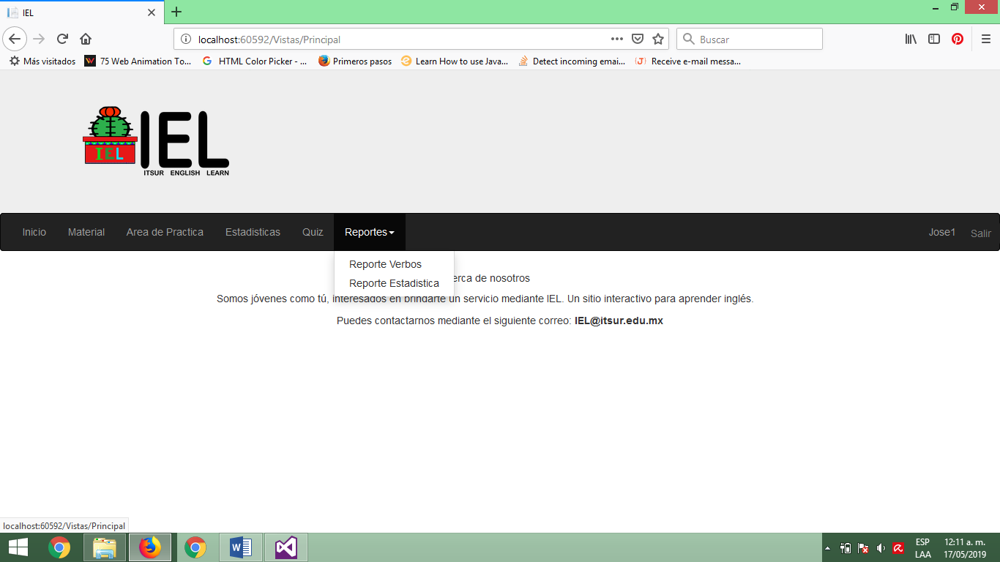 IEL
localhost:60592/Vistas/Principal
Buscar
Más visitados 75 Web Animation To... HTML Color Picker - ... Primeros pasos Learn How to use Java... Detect incoming emai... Receive e-mail messa...
IEL
IEL
ITSUR ENGLISH LEARN
Inicio Material Area de Practica Estadisticas Quiz Reportes Jose1 Salir
Reporte Verbos
Reporte Estadistica
erca de nosotros
Somos jóvenes como tú, interesados en brindarte un servicio mediante IEL. Un sitio interactivo para aprender inglés.
Puedes contactarnos mediante el siguiente correo: IEL@itsur.edu.mx
localhost:60592/Vistas/Principal
ESP 12:11 a. m.
LAA 17/05/2019